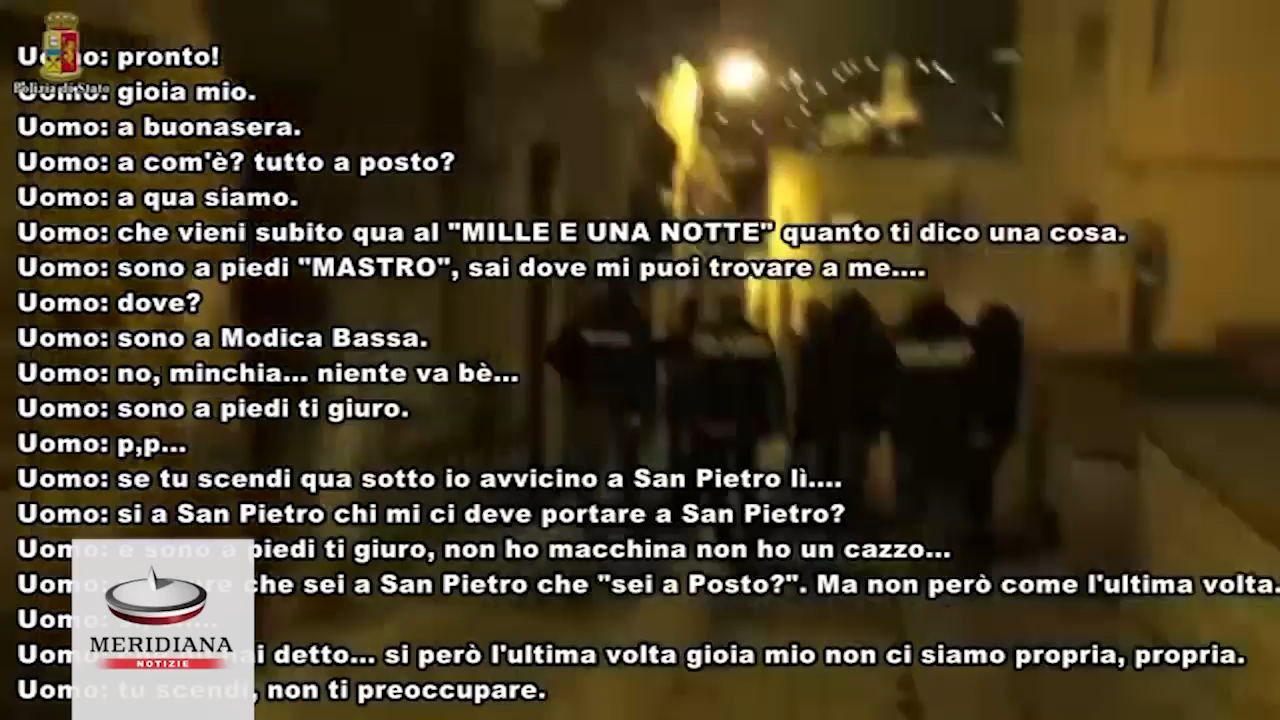 Polizia di Stato
Uomo: pronto!
Uomo: gioia mio.
Uomo: a buonasera.
Uomo: a com'è? tutto a posto?
Uomo: a qua siamo.
Uomo: che vieni subito qua al "MILLE E UNA NOTTE" quanto ti dico una cosa.
Uomo: sono a piedi "MASTRO", sai dove mi puoi trovare a me....
Uomo: dove?
Uomo: sono a Modica Bassa.
Uomo: no, minchia... niente va bè...
Uomo: sono a piedi ti giuro.
Uomo: p,p...
Uomo: se tu scendi qua sotto io avvicino a San Pietro lì....
Uomo: si a San Pietro chi mi ci deve portare a San Pietro?
Uomo: e sono a piedi ti giuro, non ho macchina non ho un cazzo...
Uomo: che sei a San Pietro che "sei a Posto?". Ma non però come l'ultima volta.
Uomo:
Uomo: hai detto... si però l'ultima volta gioia mio non ci siamo propria, propria.
Uomo: tu scendi, non ti preoccupare.
MERIDIANA
NOTIZIE